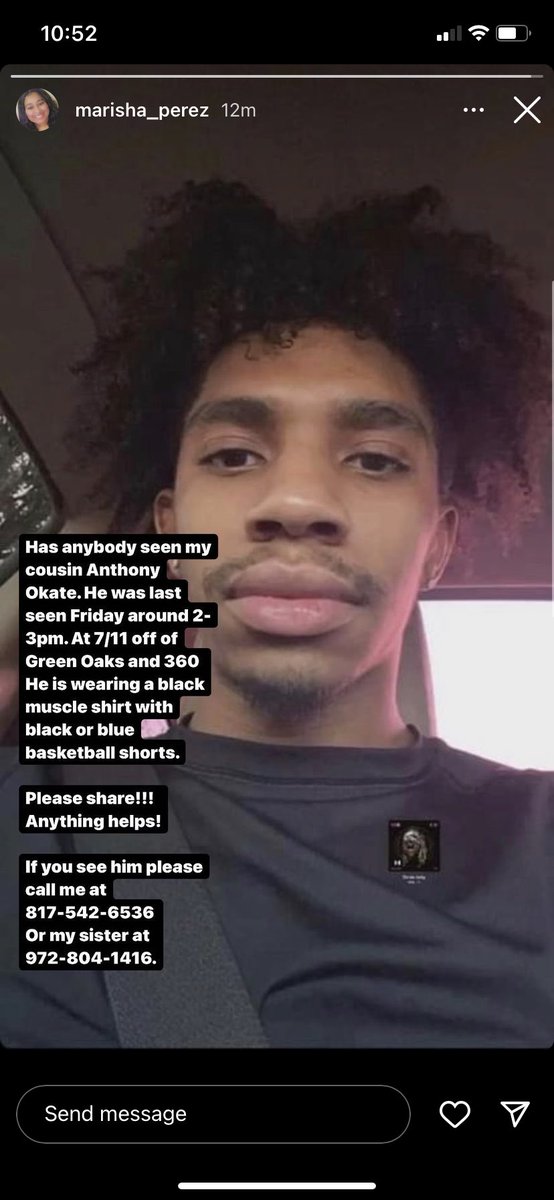 10:52
marisha_perez 12m
Has anybody seen my
cousin Anthony
Okate. He was last
seen Friday around 2-
3pm. At 7/11 off of
Green Oaks and 360
He is wearing a black
muscle shirt with
black or blue
basketball shorts.
Please share!!!
Anything helps!
If you see him please
call me at
817-542-6536
Or my sister at
972-804-1416.
Send message